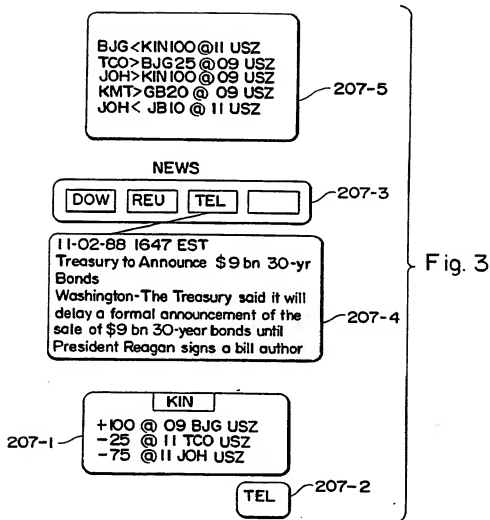 BJG<KIN100@11 USZ
TCO>BJG25@09 USZ
JOH>KIN100@09 USZ
KMT>GB20 @ 09 USZ
JOH< JB10 @ 11 USZ
207-5
NEWS
DOW REU TEL
207-3
11-02-88 1647 EST
Treasury to Announce $9 bn 30-yr
Bonds
Washington-The Treasury said it will
delay a formal announcement of the
sale of $9 bn 30-year bonds until
President Reagan signs a bill author
207-4
Fig. 3
KIN
+100 @ 09 BJG USZ
-25 @ 11 TCO USZ
-75 @ 11 JOH USZ
207-1
TEL
207-2